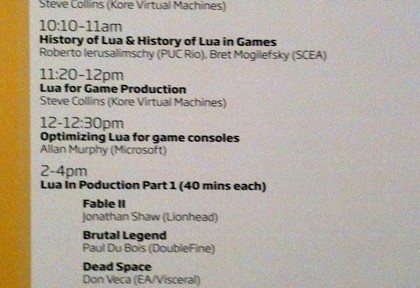 Steve Collins (Kore Virtual Machines)
10:10-11am
History of Lua & History of Lua in Games
Roberto Ierusalimschy (PUC Rio), Bret Mogilefsky (SCEA)
11:20-12pm
Lua for Game Production
Steve Collins (Kore Virtual Machines)
12-12:30pm
Optimizing Lua for game consoles
Allan Murphy (Microsoft)
2-4pm
Lua In Poduction Part 1 (40 mins each)
Fable II
Jonathan Shaw (Lionhead)
Brutal Legend
Paul Du Bois (DoubleFine)
Dead Space
Don Veca (EA/Visceral)